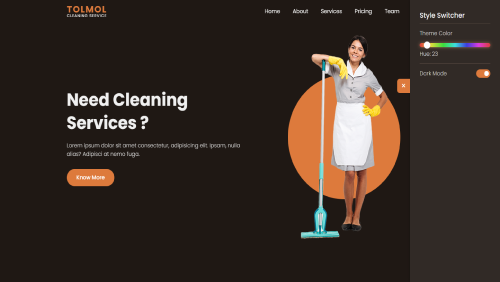 TOLMOL
CLEANING SERVICE
Home About Services Pricing Team
Need Cleaning
Services ?
Lorem ipsum dolor sit amet consectetur, adipisicing elit. Ipsam, nulla
alias? Adipisci at nemo fuga.
Know More
Style Switcher
Theme Color
Hue: 23
Dark Mode